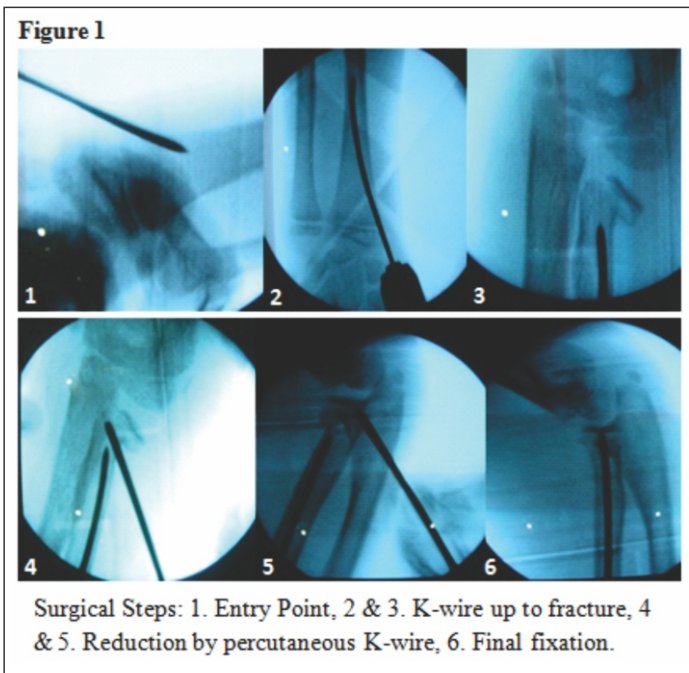 Figure 1
1
2
3
4
5
6
Surgical Steps: 1. Entry Point, 2 & 3. K-wire up to fracture, 4
& 5. Reduction by percutaneous K-wire, 6. Final fixation.